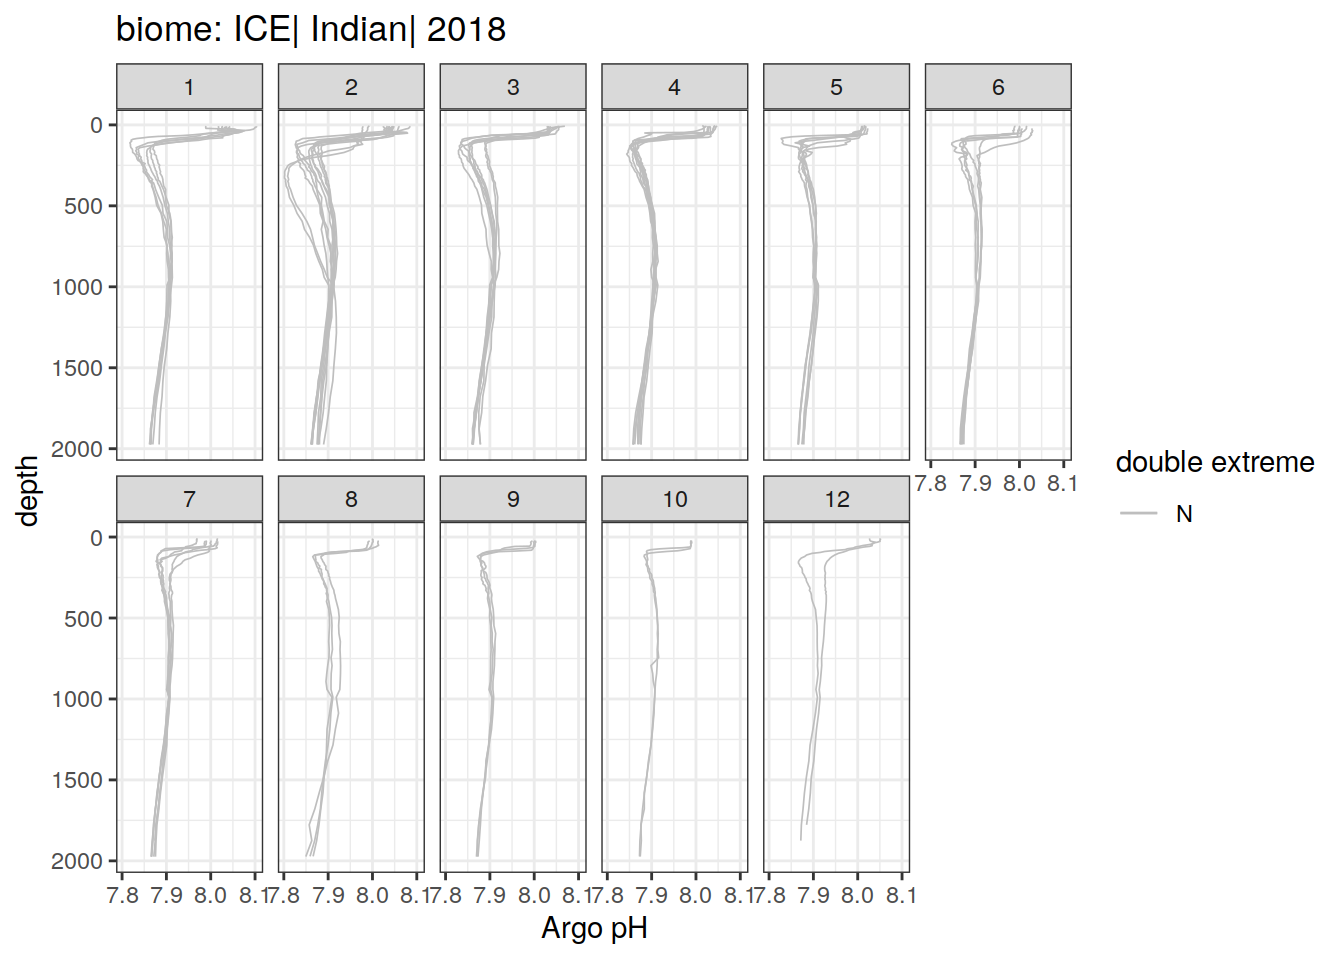 biome: ICE| Indian| 2018
1 2 3 4 5 6
0
500
1000
1500
2000
7.8 7.9 8.0 8.1
7 8 9 10 12
0
500
1000
1500
2000
7.8 7.9 8.0 8.1 7.8 7.9 8.0 8.1 7.8 7.9 8.0 8.1 7.8 7.9 8.0 8.1 7.8 7.9 8.0 8.1
Argo pH
depth
double extreme
N